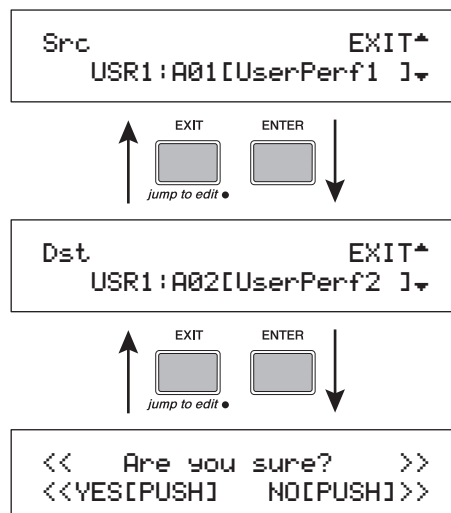 Src EXIT
USR1:A01[UserPerf1 ]
EXIT ENTER
jump to edit
Dst EXIT
USR1:A02[UserPerf2 ]
EXIT ENTER
jump to edit
<< Are you sure? >>
<<YES[PUSH] NO[PUSH]>>